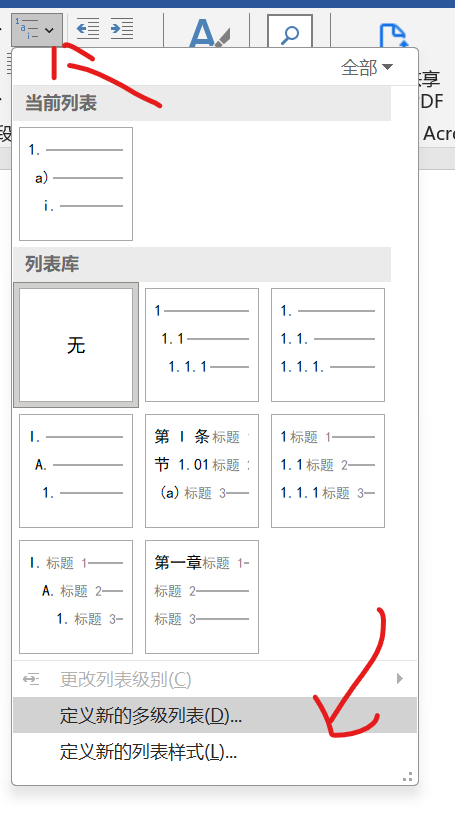 全部
享
DF
段
Acro
当前列表
1.
a)
i.
列表库
无
1
1.1
1.1.1
1.
1.1.
1.1.1.
I.
A.
1.
第 I 条标题
节 1.01标题 2
(a)标题 3
1 标题 1
1.1 标题 2
1.1.1 标题 3
I. 标题 1
A. 标题 2
1. 标题 3
第一章标题 1
标题 2
标题 3
更改列表级别(C)
定义新的多级列表(D)...
定义新的列表样式(L)...